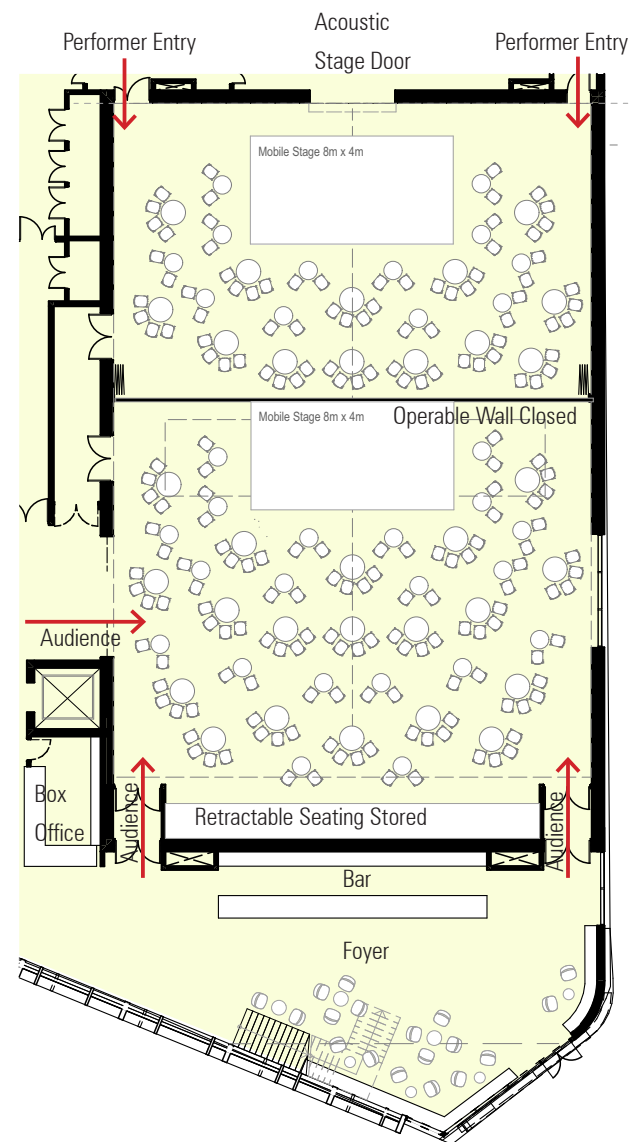 Acoustic
Stage Door
Performer Entry
Performer Entry
Mobile Stage 8m x 4m
Mobile Stage 8m x 4m
Operable Wall Closed
Audience
Box
Office
Audience
Retractable Seating Stored
Audience
Bar
Foyer